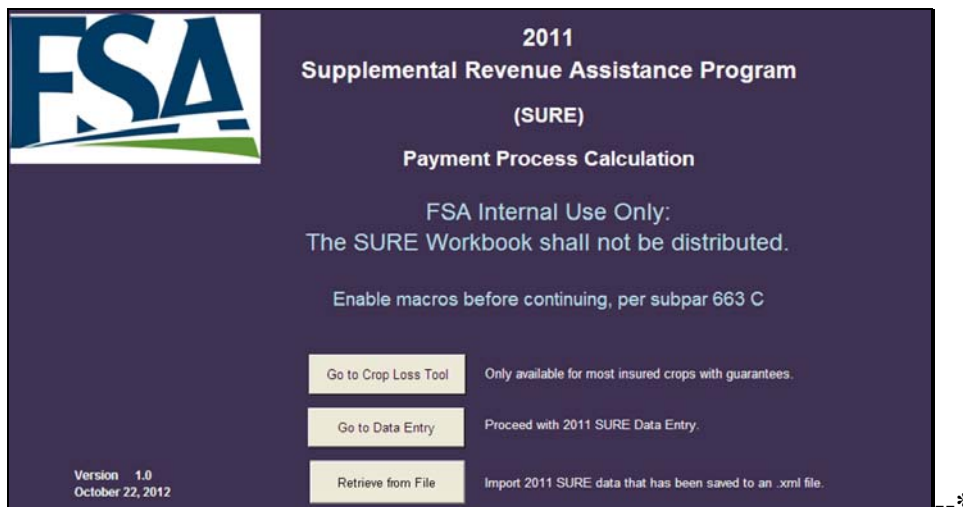 FSA
2011
Supplemental Revenue Assistance Program
(SURE)
Payment Process Calculation
FSA Internal Use Only:
The SURE Workbook shall not be distributed.
Enable macros before continuing, per subpar 663 C
Go to Crop Loss Tool Only available for most insured crops with guarantees.
Go to Data Entry Proceed with 2011 SURE Data Entry.
Retrieve from File Import 2011 SURE data that has been saved to an .xml file.
Version 1.0
October 22, 2012
--*